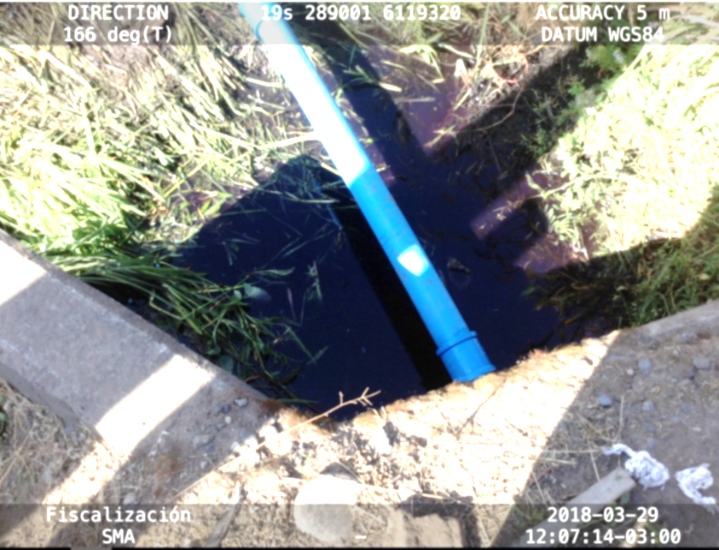 DIRECTION
166 deg(T)
19s 289001 6119320
ACCURACY 5 m
DATUM WGS84
Fiscalización
SMA
-
2018-03-29
12:07:14-03:00